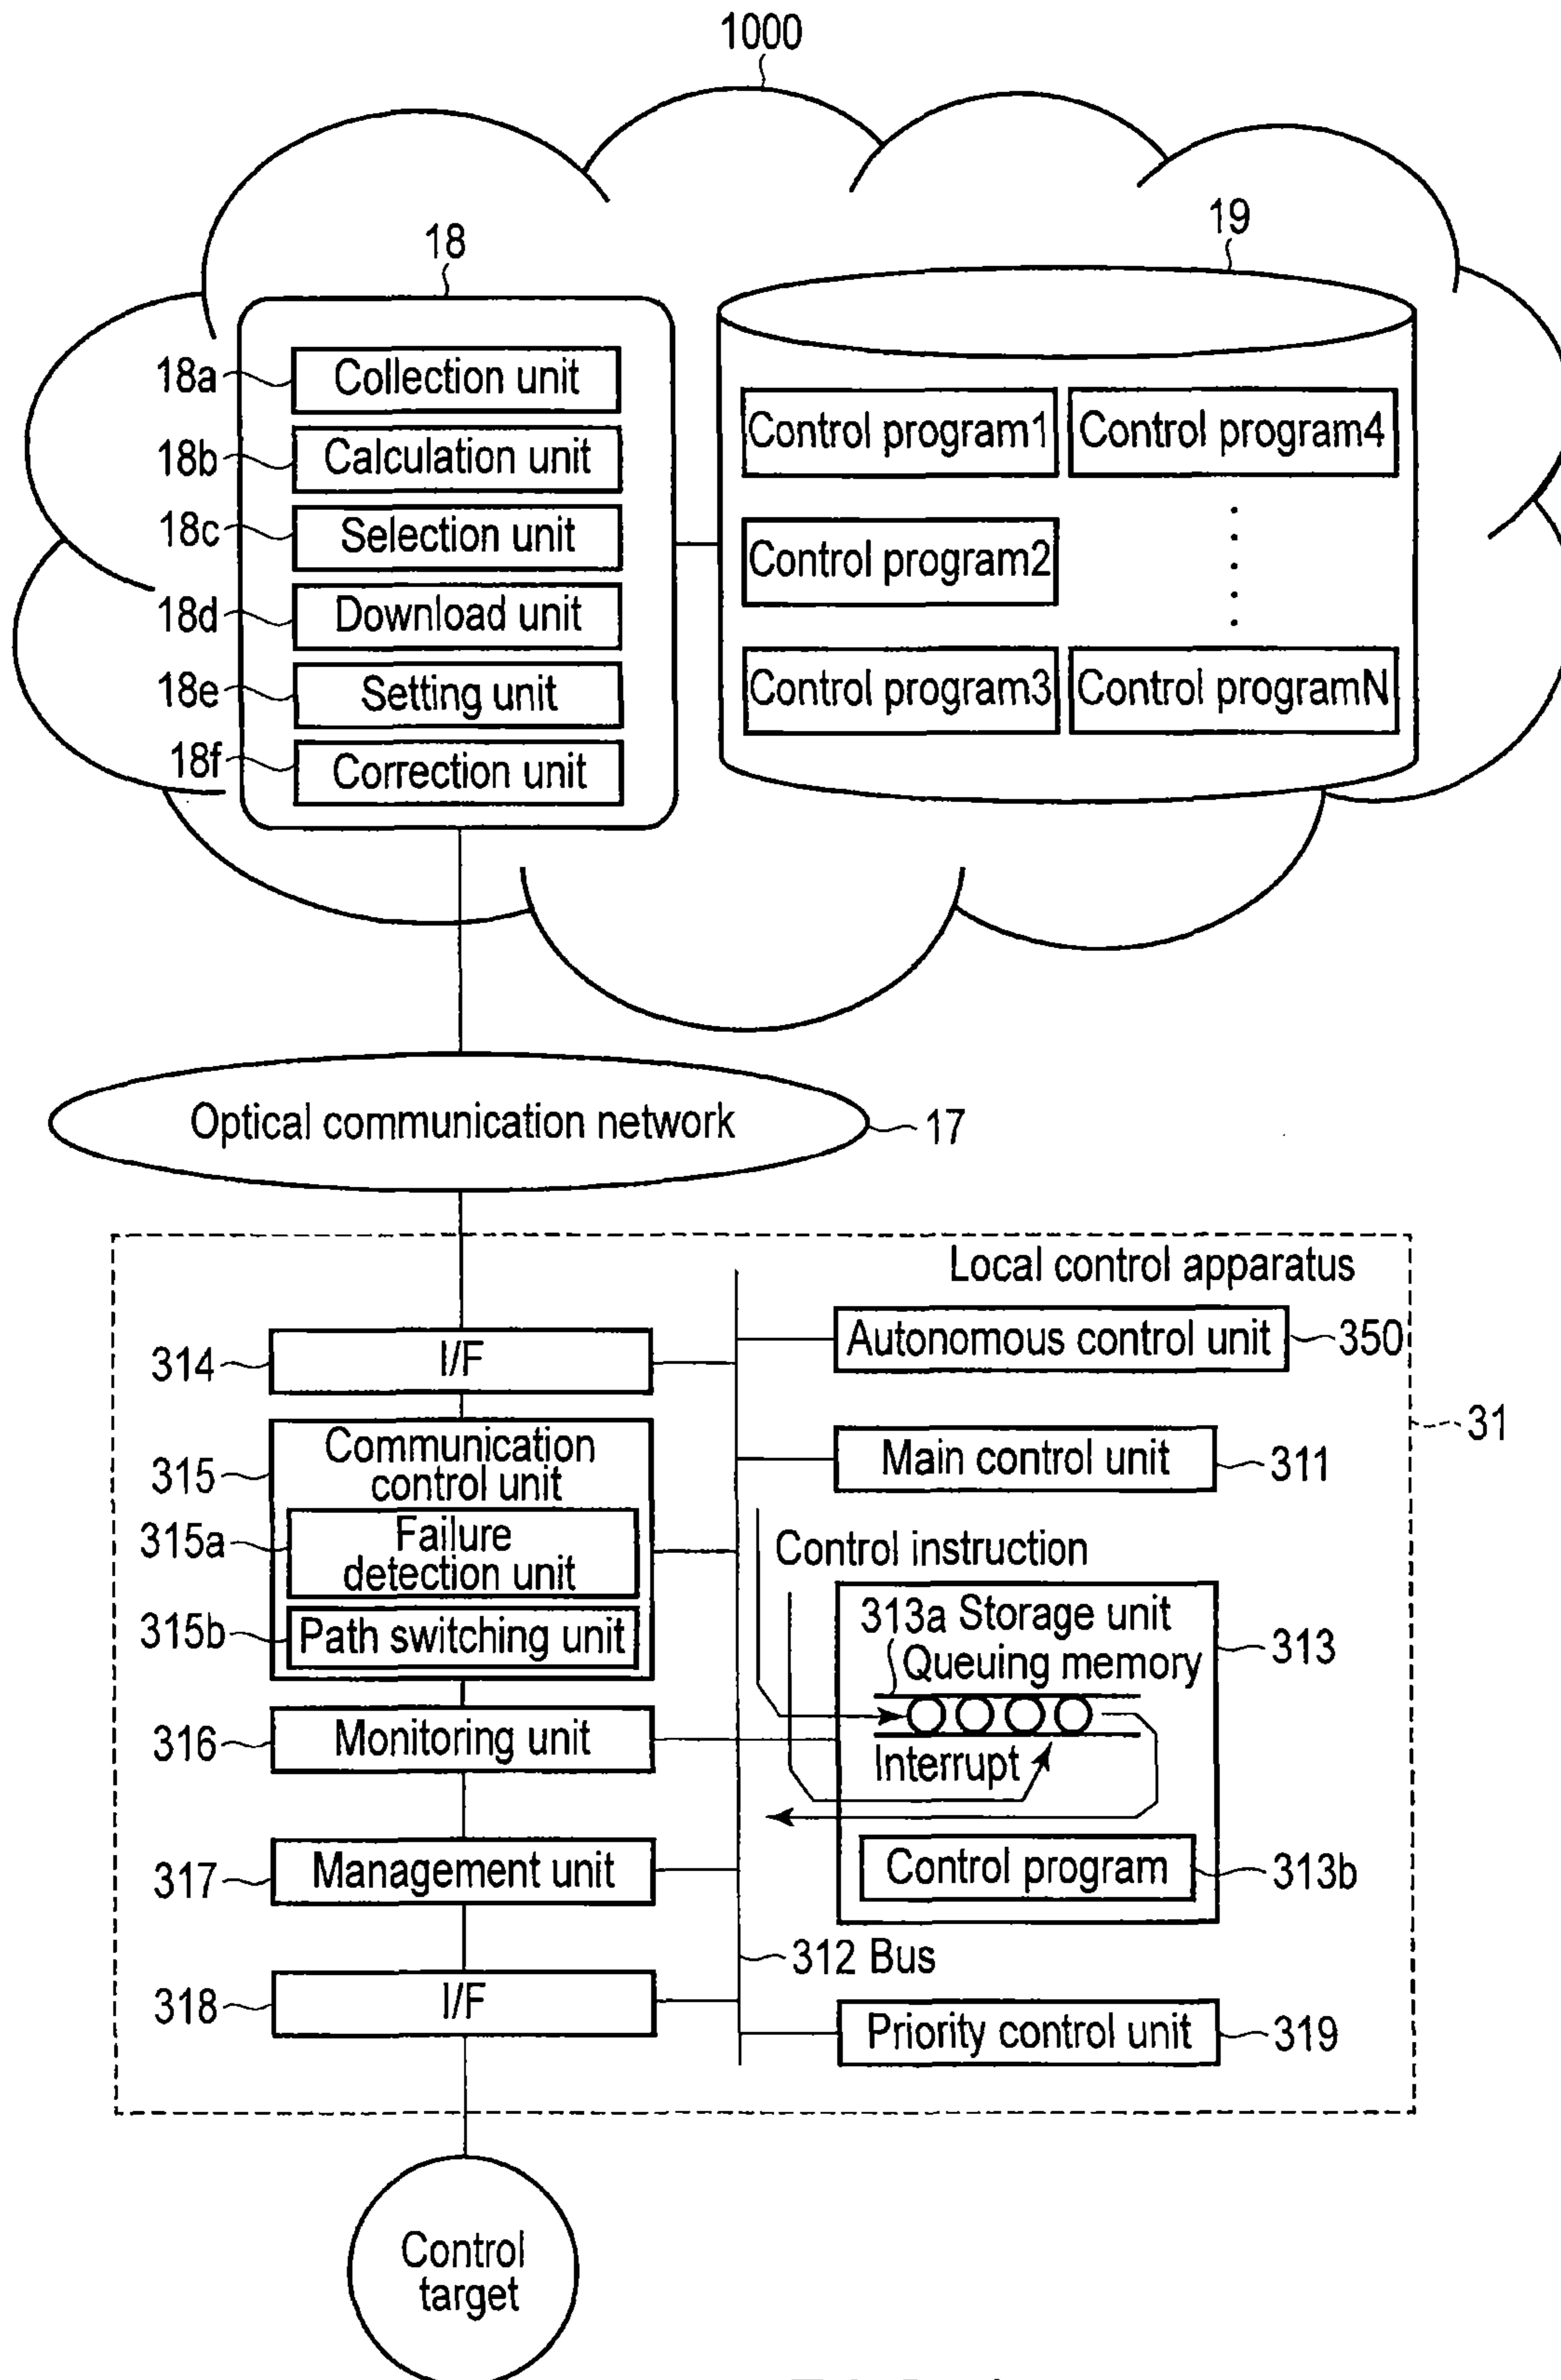 1000
18
19
18a
Collection unit
18b
Calculation unit
18c
Selection unit
18d
Download unit
18e
Setting unit
18f
Correction unit
Control program1
Control program4
Control program2
Control program3
Control programN
Optical communication network
17
Local control apparatus
31
314
I/F
Autonomous control unit
350
315
Communication
control unit
Main control unit
311
315a
Failure
detection unit
Control instruction
315b
Path switching unit
313a Storage unit
313
Queuing memory
316
Monitoring unit
Interrupt
317
Management unit
Control program
313b
312 Bus
318
I/F
Priority control unit
319
Control
target